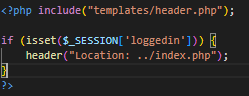 <?php include("templates/header.php");

if (isset($_SESSION['loggedin'])) {
    header("Location: ../index.php");
}
?>